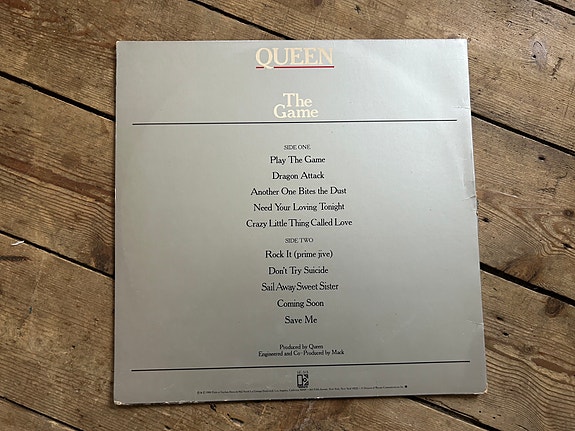 QUEEN
The
Game
SIDE ONE
Play The Game
Dragon Attack
Another One Bites the Dust
Need Your Loving Tonight
Crazy Little Thing Called Love
SIDE TWO
Rock It (prime jive)
Don't Try Suicide
Sail Away Sweet Sister
Coming Soon
Save Me
Produced by Queen
Engineered and Co-Produced by Mack